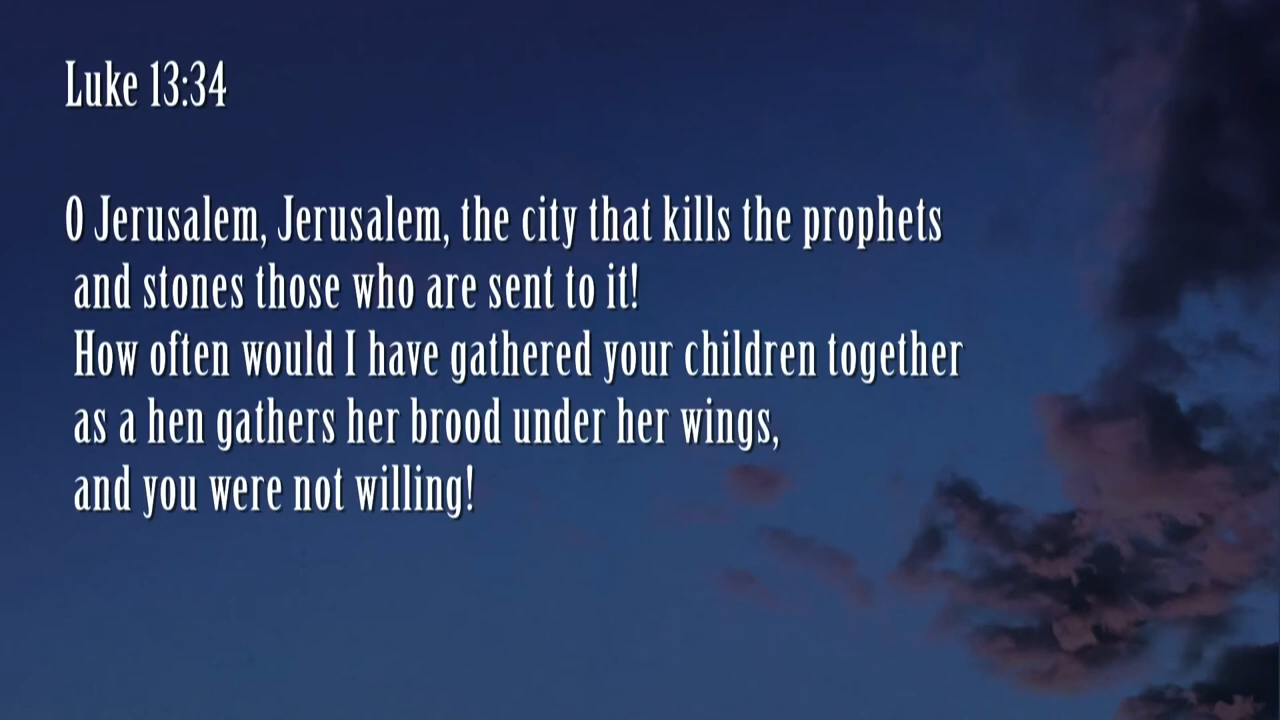 Luke 13:34
O Jerusalem, Jerusalem, the city that kills the prophets
and stones those who are sent to it!
How often would I have gathered your children together
as a hen gathers her brood under her wings,
and you were not willing!